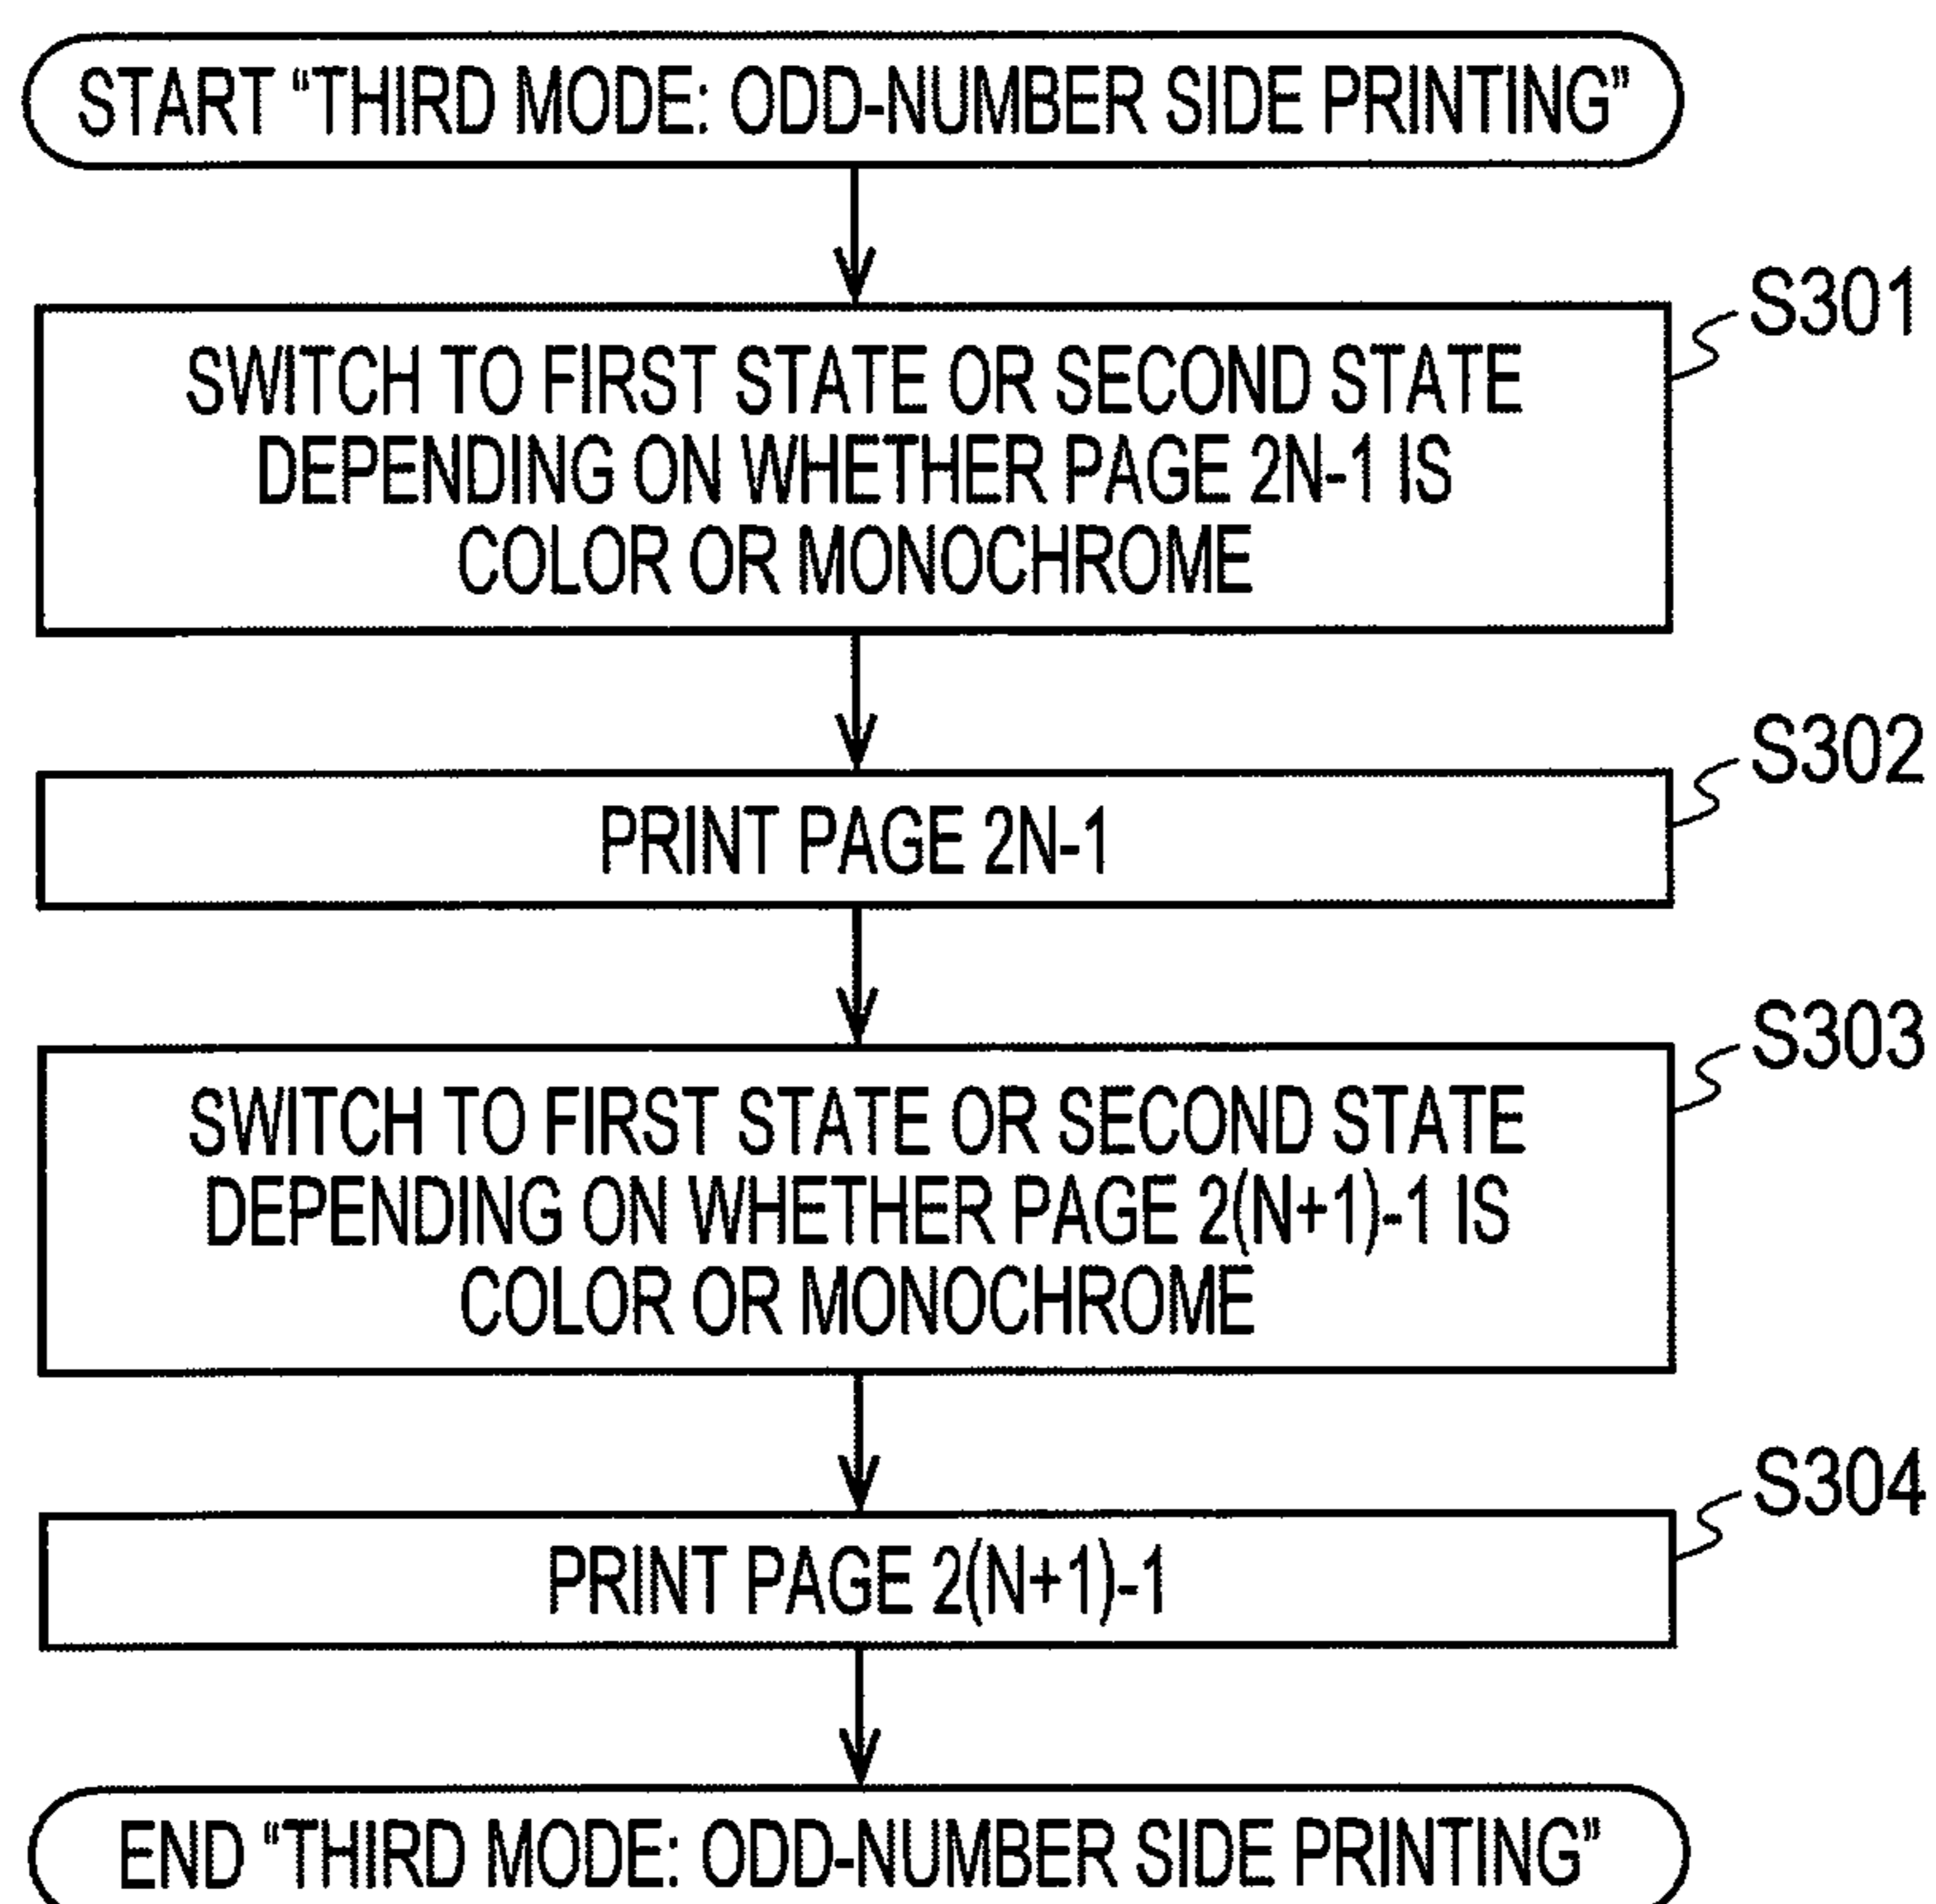 START “THIRD MODE: ODD-NUMBER SIDE PRINTING”
S301
SWITCH TO FIRST STATE OR SECOND STATE
DEPENDING ON WHETHER PAGE 2N-1 IS
COLOR OR MONOCHROME
S302
PRINT PAGE 2N-1
S303
SWITCH TO FIRST STATE OR SECOND STATE
DEPENDING ON WHETHER PAGE 2(N+1)-1 IS
COLOR OR MONOCHROME
S304
PRINT PAGE 2(N+1)-1
END “THIRD MODE: ODD-NUMBER SIDE PRINTING”